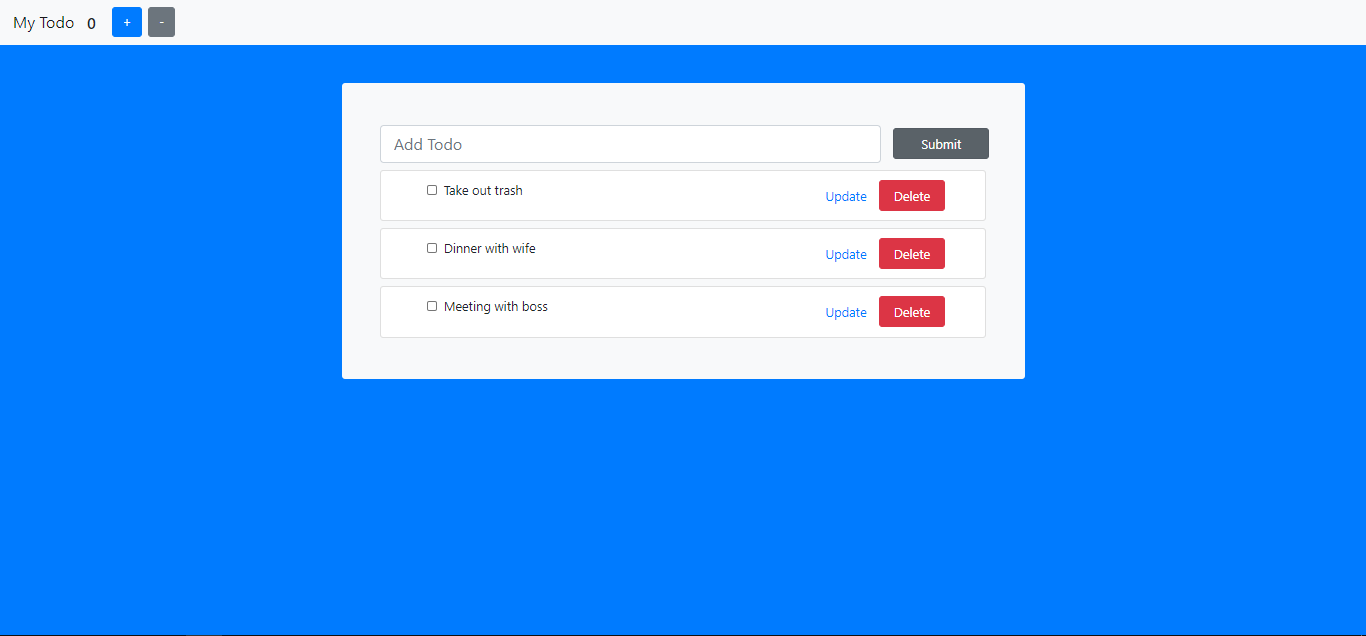 My Todo 0 + -
Add Todo Submit
Take out trash Update Delete
Dinner with wife Update Delete
Meeting with boss Update Delete